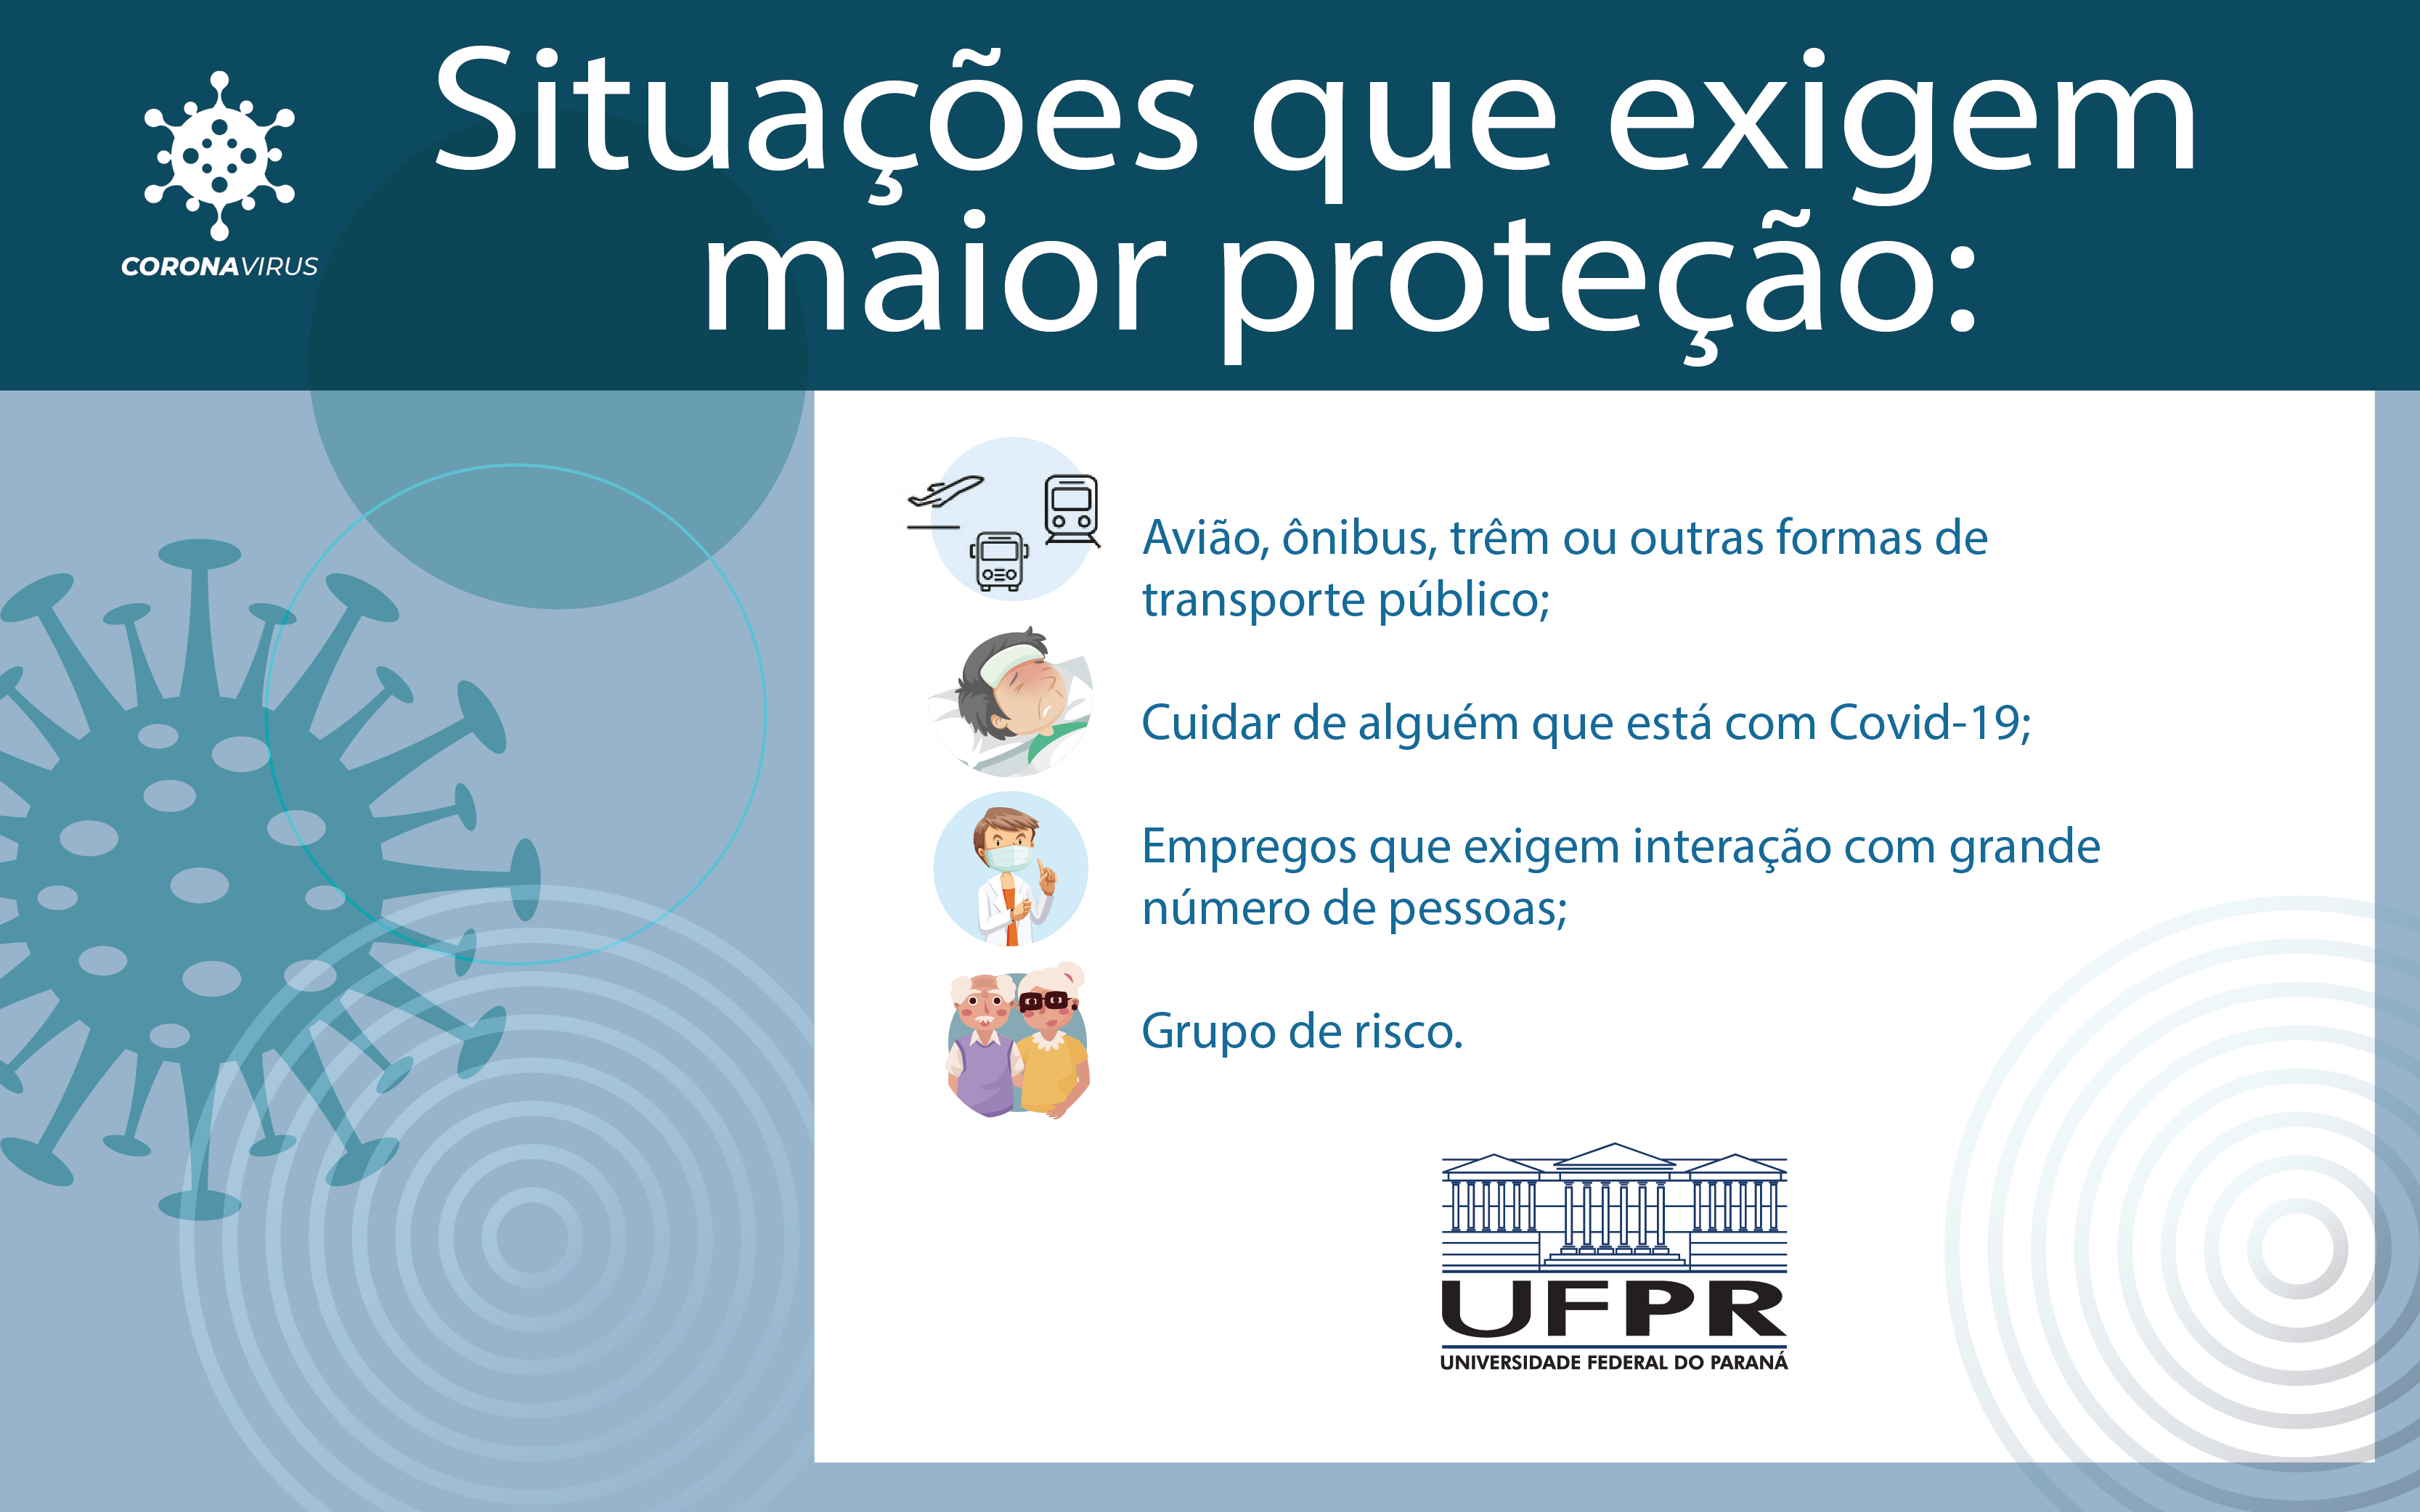 Situações que exigem
maior proteção:
CORONAVIRUS
Avião, ônibus, trêm ou outras formas de
transporte público;
Cuidar de alguém que está com Covid-19;
Empregos que exigem interação com grande
número de pessoas;
Grupo de risco.
UFPR
UNIVERSIDADE FEDERAL DO PARANÁ